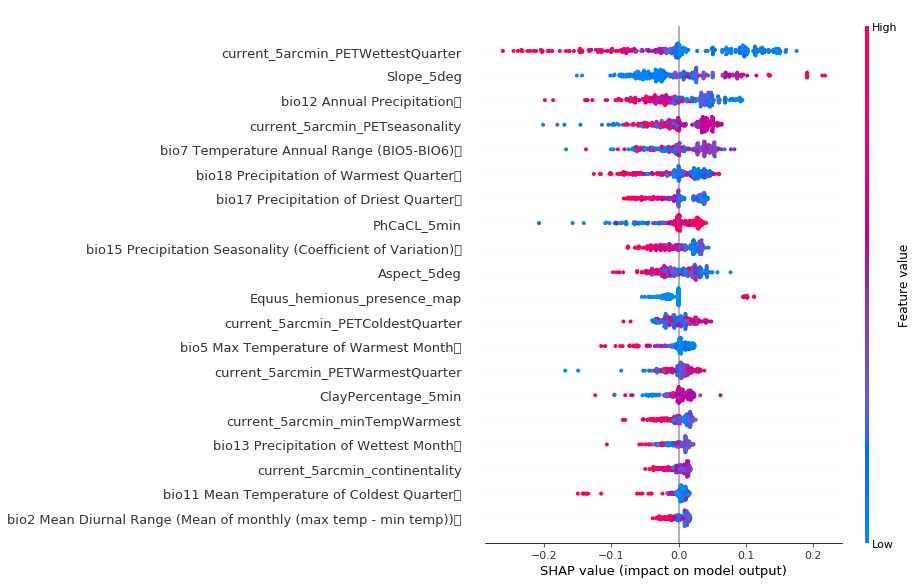 High
current_5arcmin_PETWettestQuarter
Slope_5deg
bio12 Annual Precipitation
current_5arcmin_PETseasonality
bio7 Temperature Annual Range (BIO5-BIO6)
bio18 Precipitation of Warmest Quarter
bio17 Precipitation of Driest Quarter
PhCaCL_5min
bio15 Precipitation Seasonality (Coefficient of Variation)
Aspect_5deg
Equus_hemionus_presence_map
current_5arcmin_PETColdestQuarter
bio5 Max Temperature of Warmest Month
current_5arcmin_PETWarmestQuarter
ClayPercentage_5min
current_5arcmin_minTempWarmest
bio13 Precipitation of Wettest Month
current_5arcmin_continentality
bio11 Mean Temperature of Coldest Quarter
bio2 Mean Diurnal Range (Mean of monthly (max temp - min temp))
Feature value
Low
−0.2 −0.1 0.0 0.1 0.2
SHAP value (impact on model output)